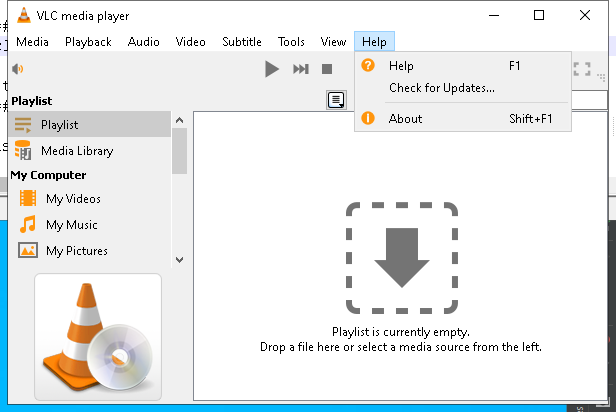 VLC media player
Media Playback Audio Video Subtitle Tools View Help
Help F1
Check for Updates...
About Shift+F1
Playlist
Playlist
Media Library
My Computer
My Videos
My Music
My Pictures
Playlist is currently empty.
Drop a file here or select a media source from the left.